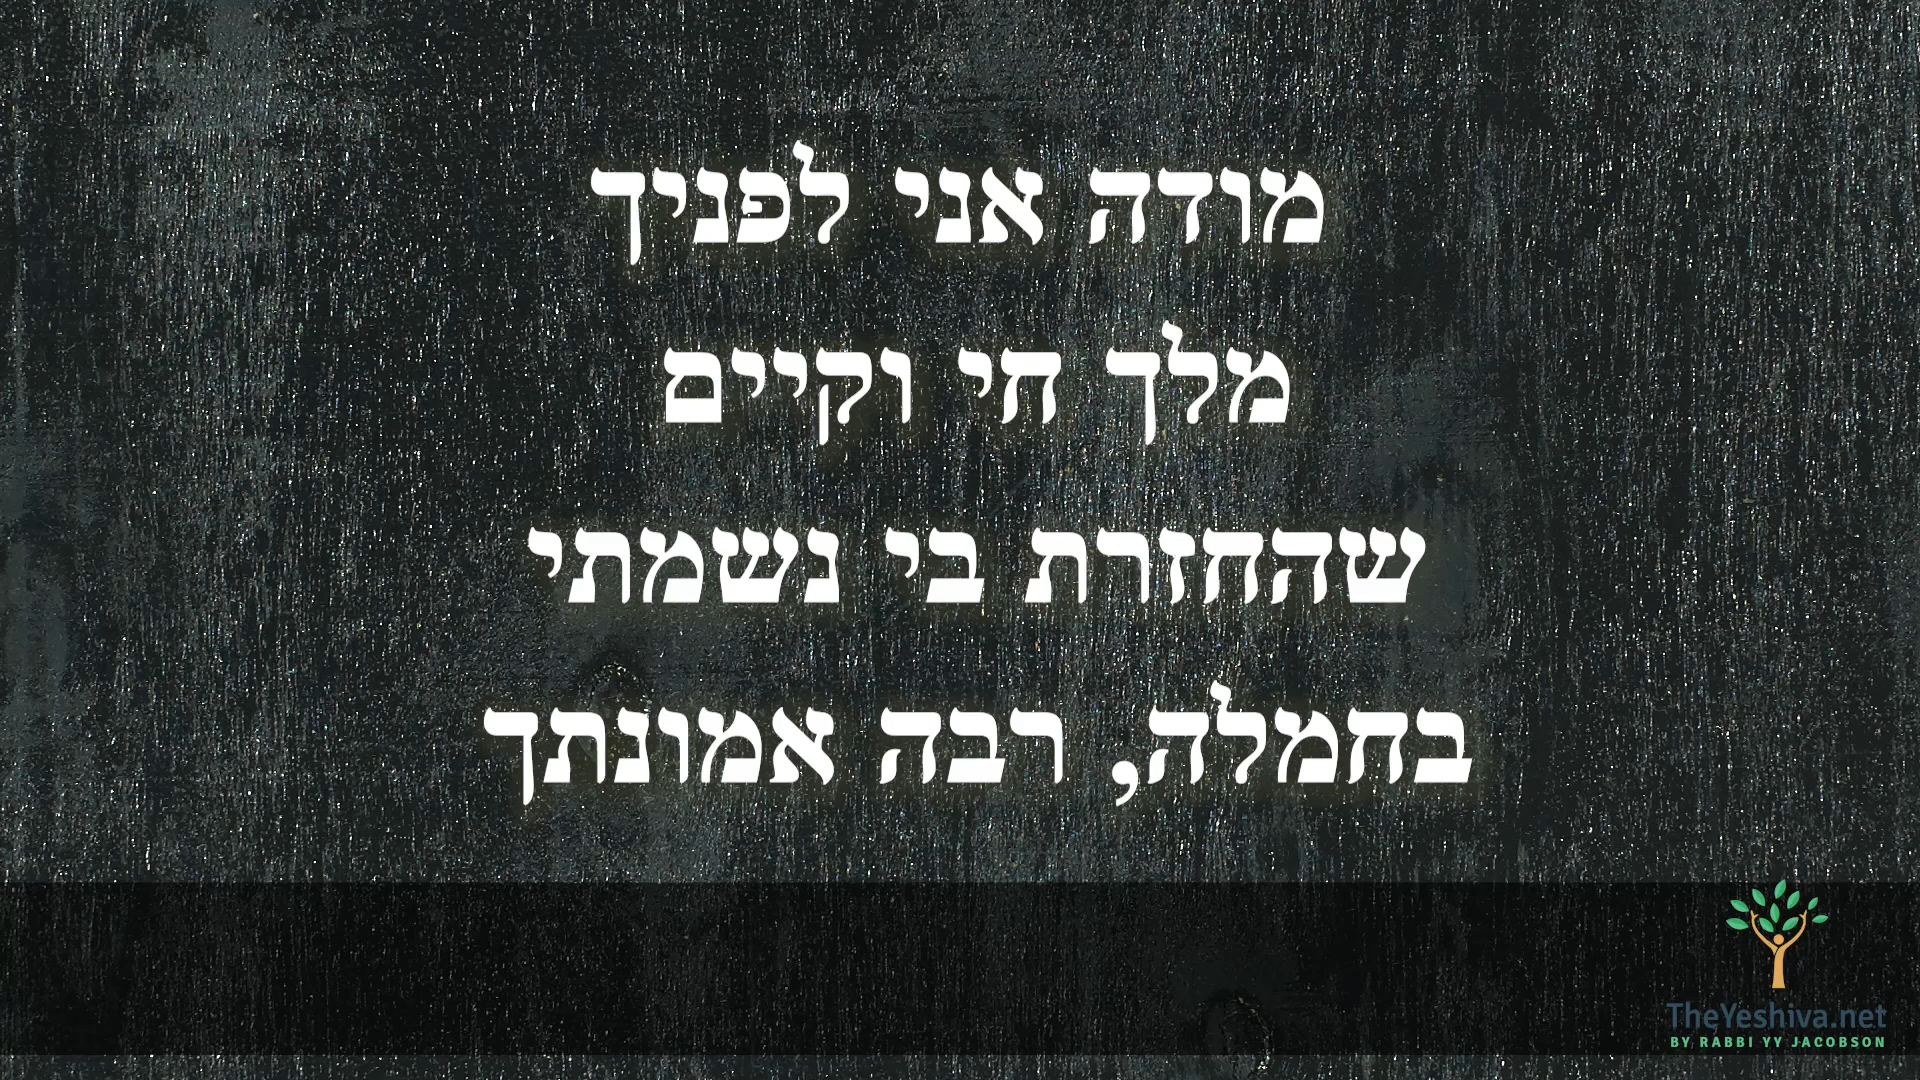 מודה אני לפניך
מלך חי וקיים
שהחזרת בי נשמתי
בחמלה, רבה אמונתך
TheYeshiva.net
BY RABBI YY JACOBSON